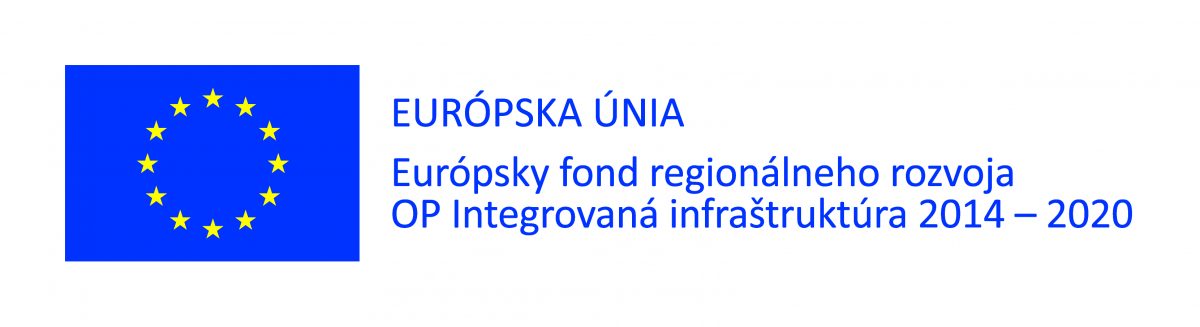 EURÓPSKA ÚNIA
Európsky fond regionálneho rozvoja
OP Integrovaná infraštruktúra 2014 – 2020